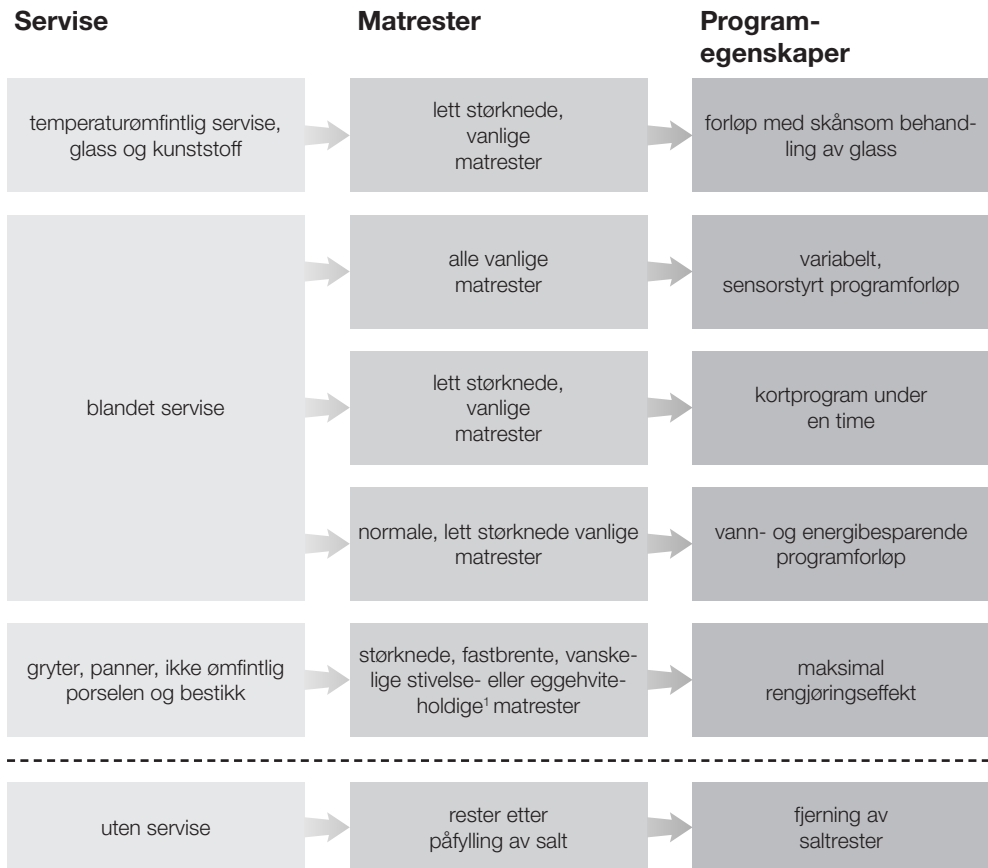 Servise
Matrester
Program-
egenskaper
temperaturømfintlig servise,
glass og kunststoff
lett størknede,
vanlige
matrester
forløp med skånsom behand-
ling av glass
blandet servise
alle vanlige
matrester
variabelt,
sensorstyrt programforløp
lett størknede,
vanlige
matrester
kortprogram under
en time
normale, lett størknede vanlige
matrester
vann- og energibesparende
programforløp
gryter, panner, ikke ømfintlig
porselen og bestikk
størknede, fastbrente, vanske-
lige stivelse- eller eggehvite-
holdige¹ matrester
maksimal
rengjøringseffekt
uten servise
rester etter
påfylling av salt
fjerning av
saltrester